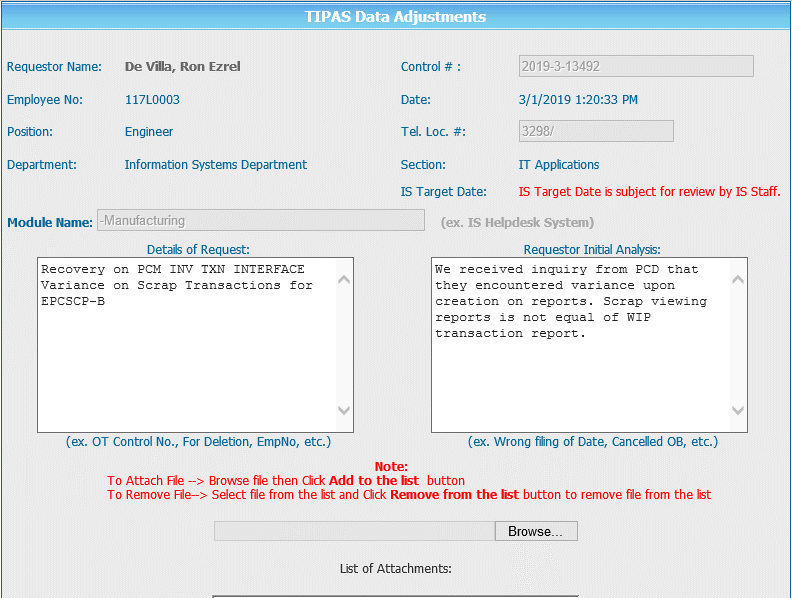 TIPAS Data Adjustments
Requestor Name: De Villa, Ron Ezrel Control # : 2019-3-13492
Employee No: 117L0003 Date: 3/1/2019 1:20:33 PM
Position: Engineer Tel. Loc. #: 3298/
Department: Information Systems Department Section: IT Applications
IS Target Date: IS Target Date is subject for review by IS Staff.
Module Name: -Manufacturing (ex. IS Helpdesk System)
Details of Request:
Recovery on PCM INV TXN INTERFACE
Variance on Scrap Transactions for
EPCSCP-B
(ex. OT Control No., For Deletion, EmpNo, etc.)
Requestor Initial Analysis:
We received inquiry from PCD that
they encountered variance upon
creation on reports. Scrap viewing
reports is not equal of WIP
transaction report.
(ex. Wrong filing of Date, Cancelled OB, etc.)
Note:
To Attach File --> Browse file then Click Add to the list button
To Remove File--> Select file from the list and Click Remove from the list button to remove file from the list
Browse...
List of Attachments: